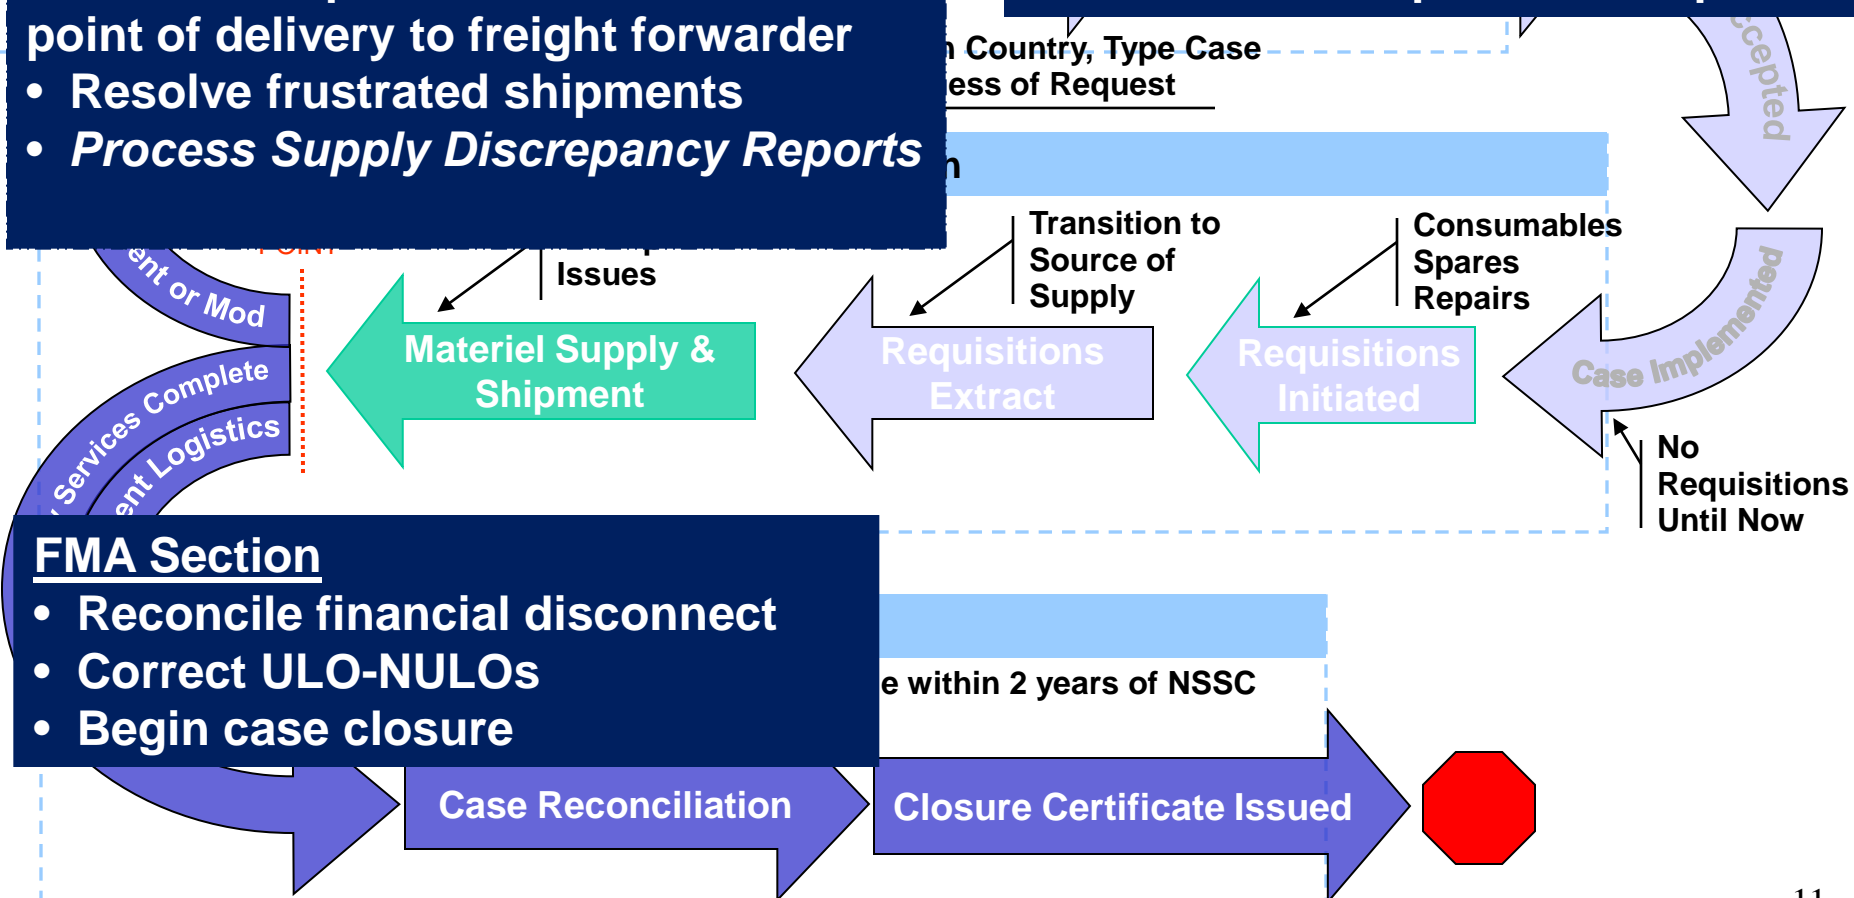 point of delivery to freight forwarder
• Resolve frustrated shipments
• Process Supply Discrepancy Reports
Country, Type Case
of Request
Accepted
Transition to
Source of
Supply
Consumables
Spares
Repairs
Issues
or Mod
Materiel Supply &
Shipment
Requisitions
Extract
Requisitions
Initiated
Case Implemented
No
Requisitions
Until Now
Services Complete
Logistics
FMA Section
• Reconcile financial disconnect
• Correct ULO-NULOs
• Begin case closure
within 2 years of NSSC
Case Reconciliation
Closure Certificate Issued
11